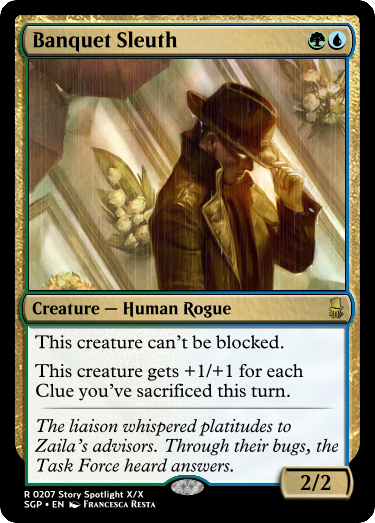 Banquet Sleuth
Creature — Human Rogue
This creature can't be blocked.
This creature gets +1/+1 for each
Clue you've sacrificed this turn.
The liaison whispered platitudes to
Zaila's advisors. Through their bugs, the
Task Force heard answers.
2/2
R 0207 Story Spotlight X/X
SGP • EN Francesca Resta